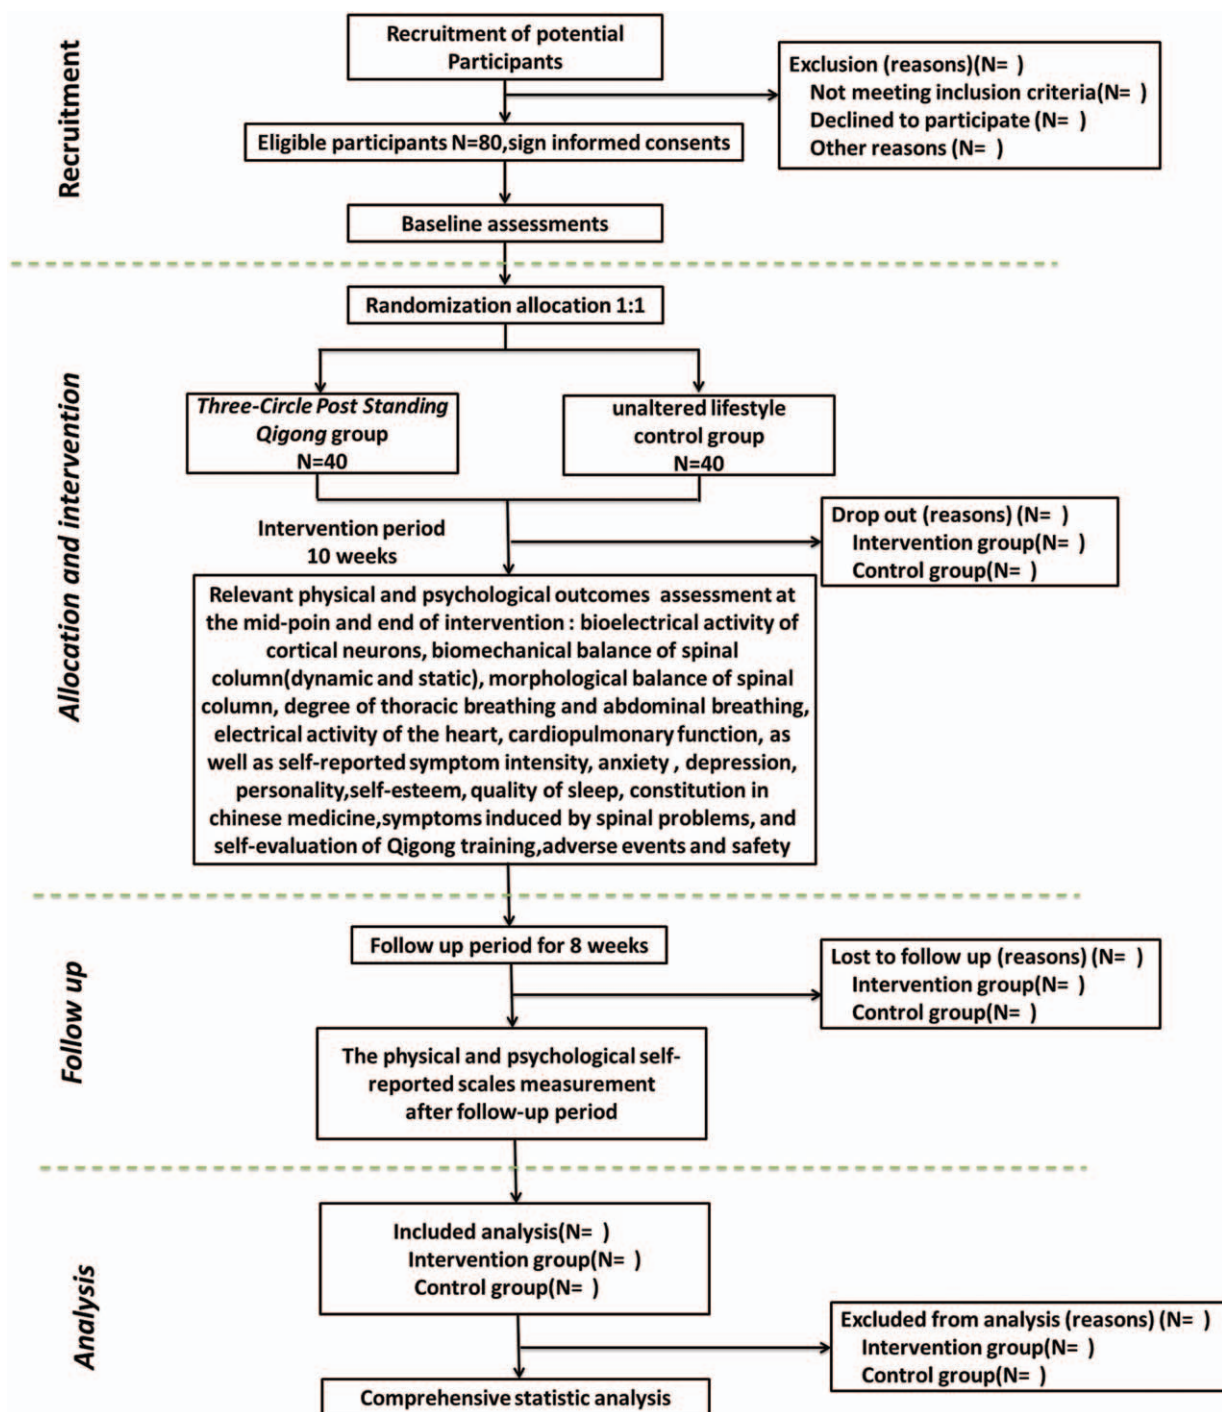 Recruitment
Recruitment of potential
Participants
Exclusion (reasons)(N= )
Not meeting inclusion criteria(N= )
Declined to participate (N= )
Other reasons (N= )
Eligible participants N=80,sign informed consents
Baseline assessments
Allocation and intervention
Randomization allocation 1:1
Three-Circle Post Standing
Qigong group
N=40
unaltered lifestyle
control group
N=40
Intervention period
10 weeks
Drop out (reasons) (N= )
Intervention group(N= )
Control group(N= )
Relevant physical and psychological outcomes assessment at
the mid-poin and end of intervention : bioelectrical activity of
cortical neurons, biomechanical balance of spinal
column(dynamic and static), morphological balance of spinal
column, degree of thoracic breathing and abdominal breathing,
electrical activity of the heart, cardiopulmonary function, as
well as self-reported symptom intensity, anxiety , depression,
personality,self-esteem, quality of sleep, constitution in
chinese medicine,symptoms induced by spinal problems, and
self-evaluation of Qigong training,adverse events and safety
Follow up
Follow up period for 8 weeks
Lost to follow up (reasons) (N= )
Intervention group(N= )
Control group(N= )
The physical and psychological self-
reported scales measurement
after follow-up period
Analysis
Included analysis(N= )
Intervention group(N= )
Control group(N= )
Excluded from analysis (reasons) (N= )
Intervention group(N= )
Control group(N= )
Comprehensive statistic analysis